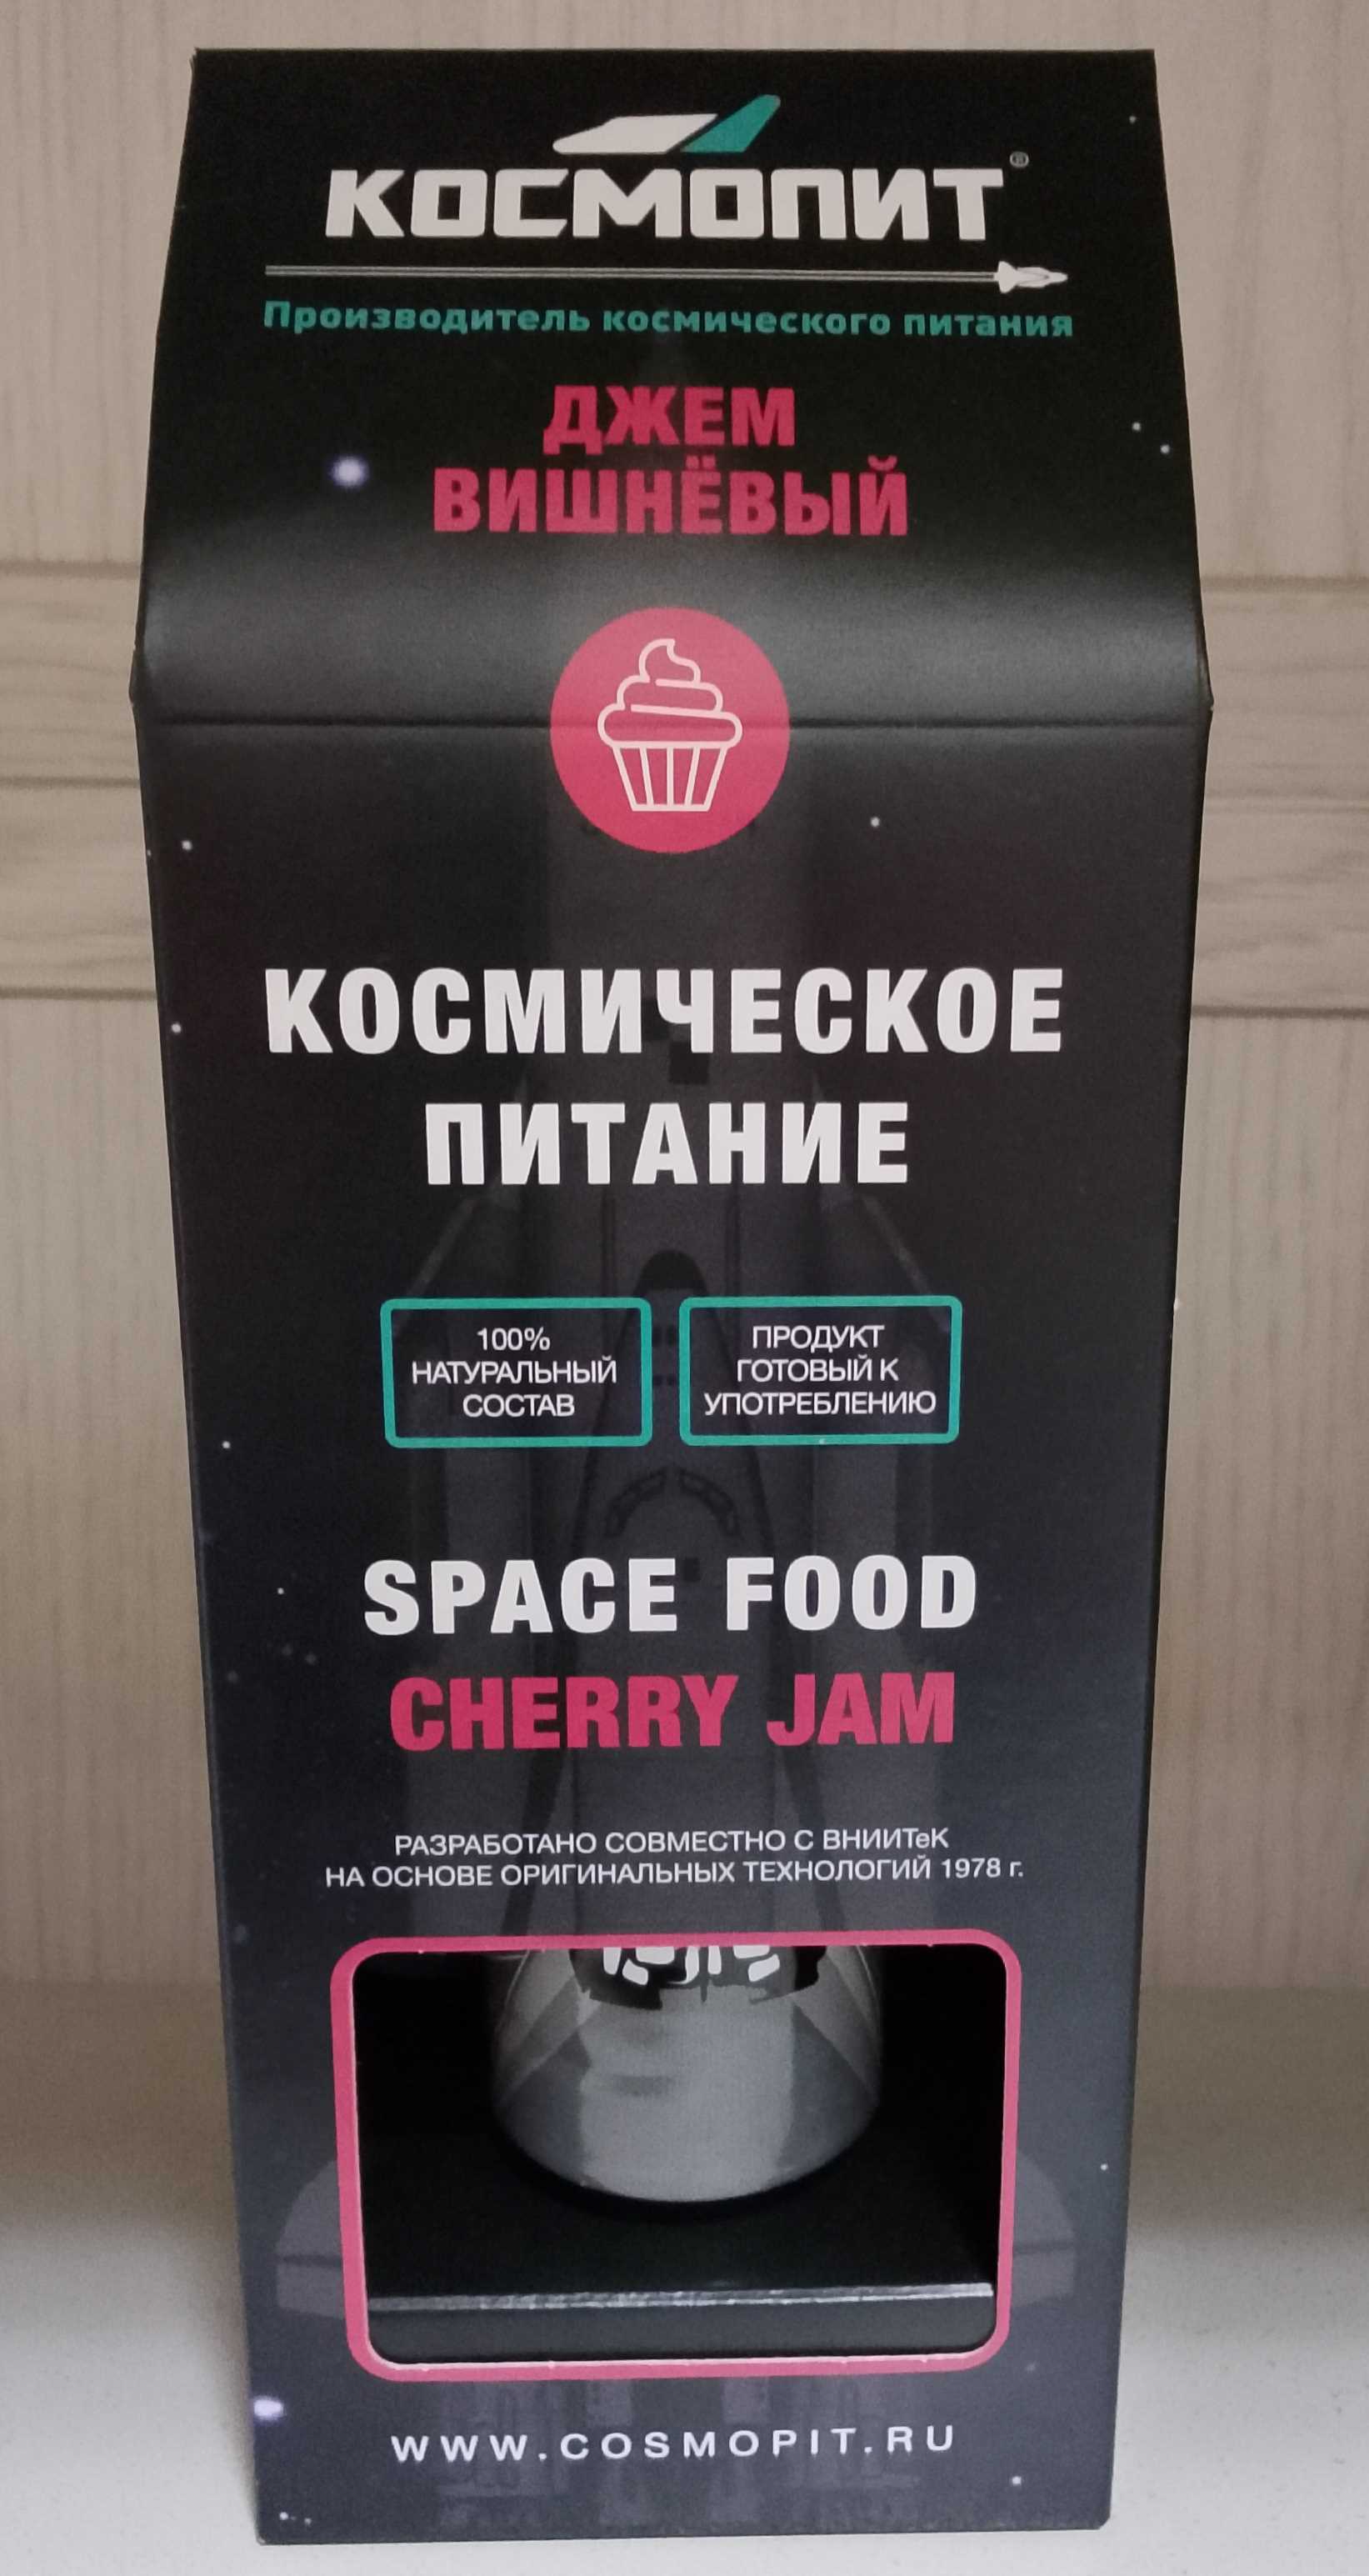 КОСМОПИТ®
Производитель космического питания
ДЖЕМ
ВИШНЁВЫЙ
КОСМИЧЕСКОЕ
ПИТАНИЕ
100%
НАТУРАЛЬНЫЙ
СОСТАВ
ПРОДУКТ
ГОТОВЫЙ К
УПОТРЕБЛЕНИЮ
SPACE FOOD
CHERRY JAM
РАЗРАБОТАНО СОВМЕСТНО С ВНИИТеК
НА ОСНОВЕ ОРИГИНАЛЬНЫХ ТЕХНОЛОГИЙ 1978 г.
WWW.COSMOPIT.RU